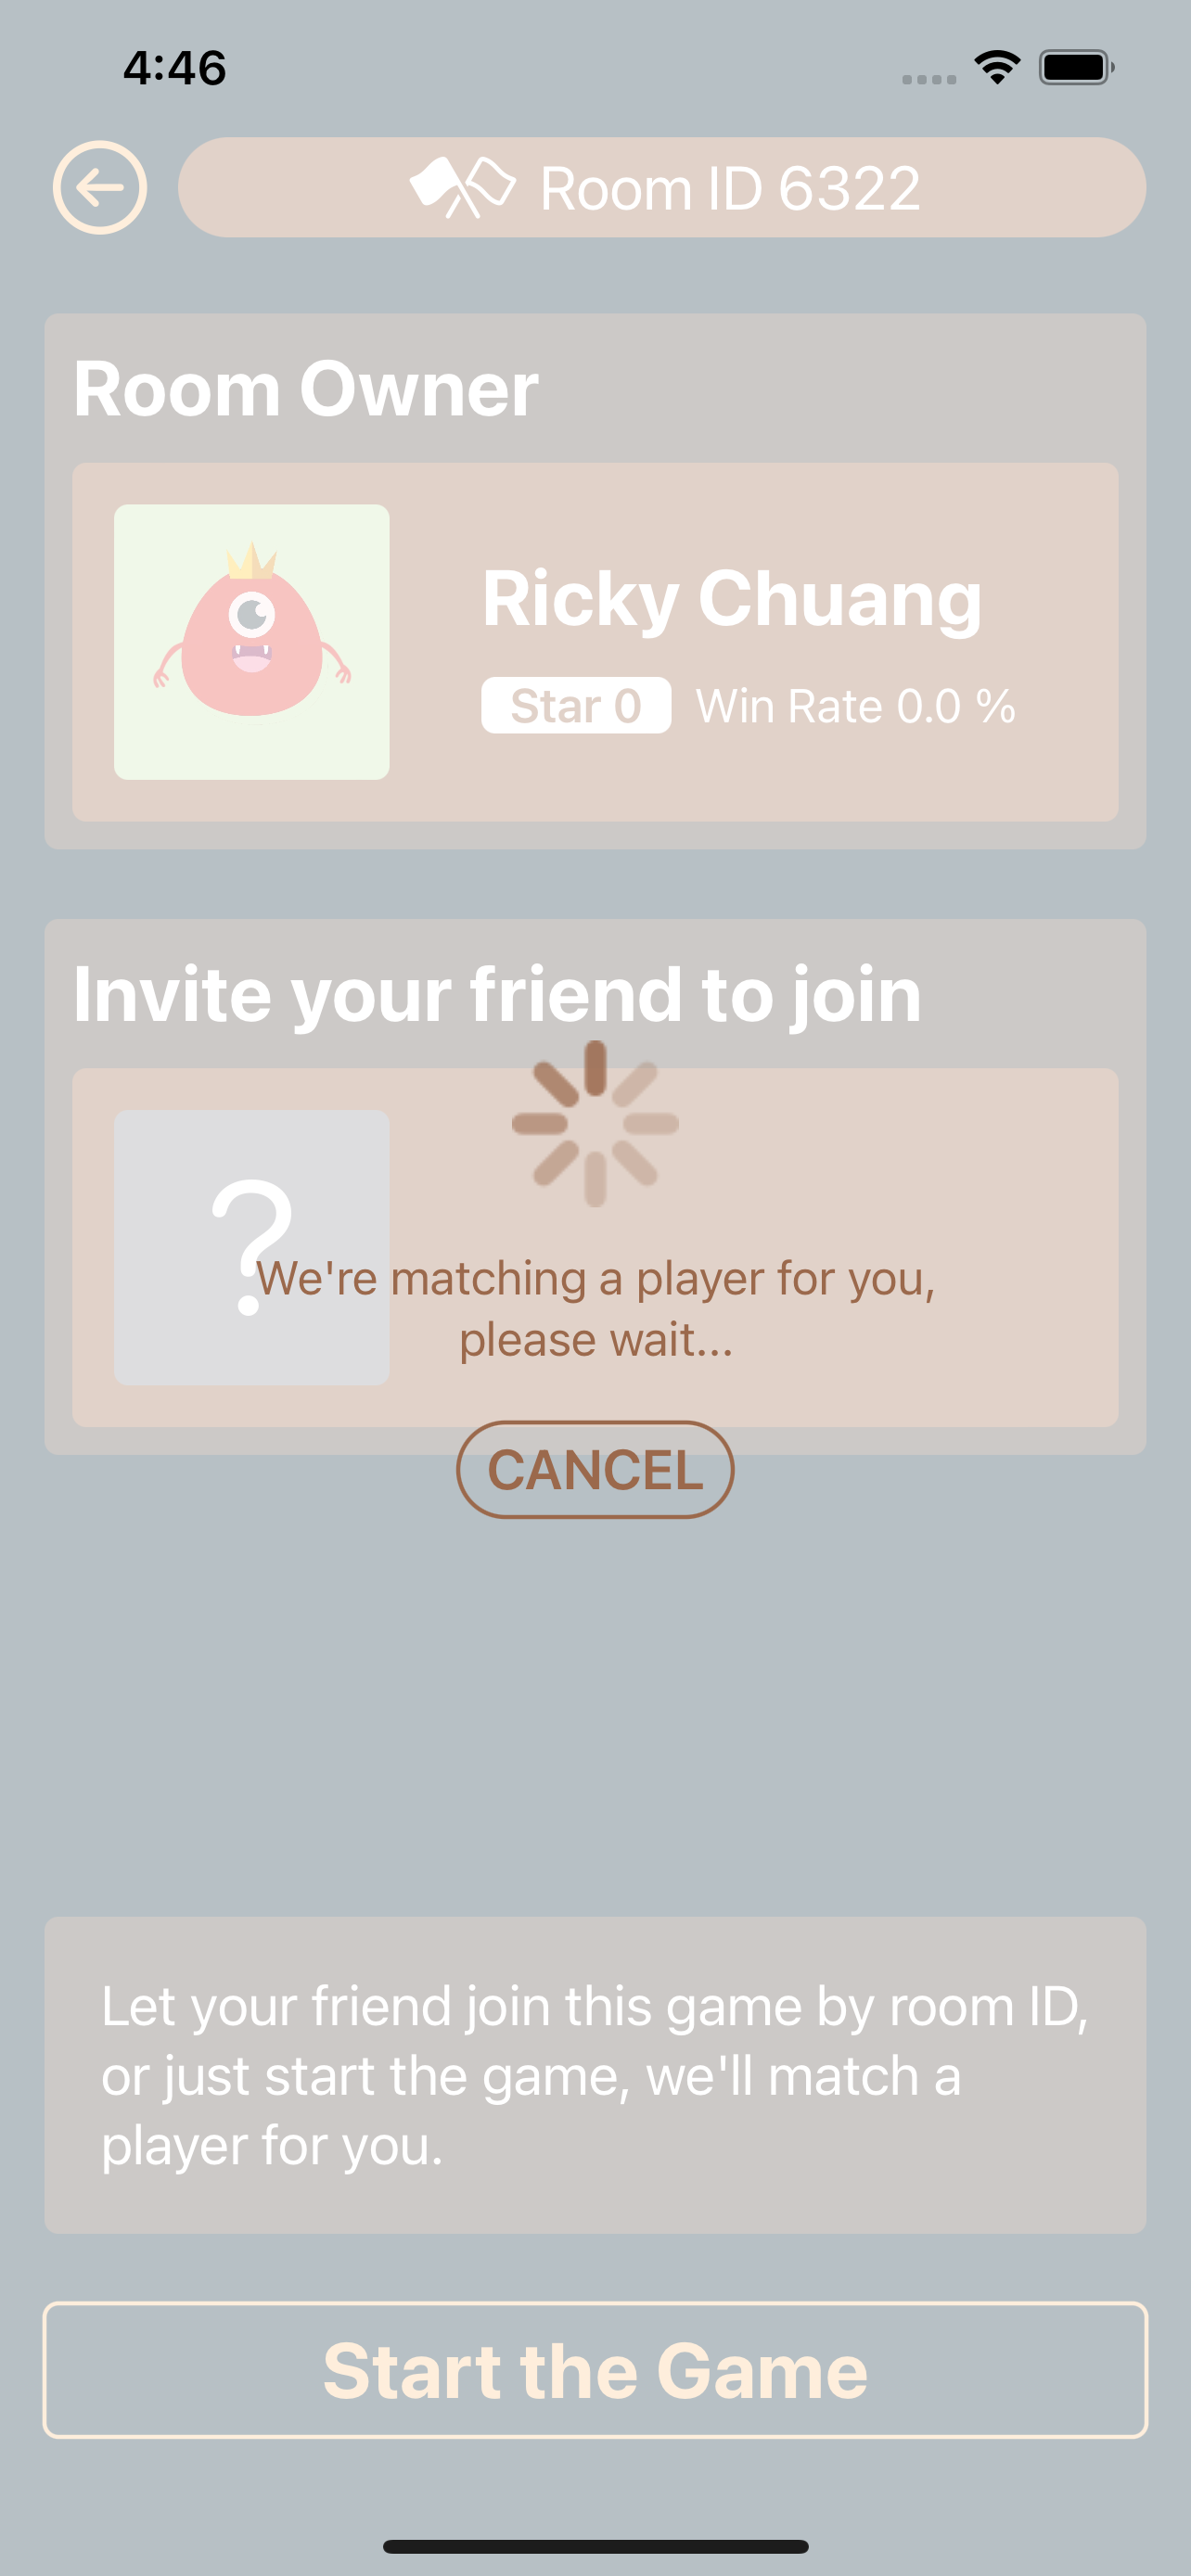 4:46
Room ID 6322
Room Owner
Ricky Chuang
Star 0 Win Rate 0.0 %
Invite your friend to join
?
We're matching a player for you,
please wait...
CANCEL
Let your friend join this game by room ID,
or just start the game, we'll match a
player for you.
Start the Game